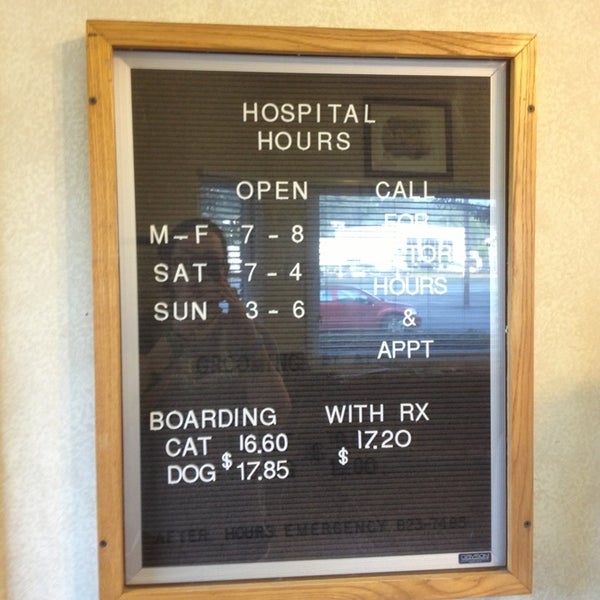 HOSPITAL
HOURS
OPEN
M-F 7-8
SAT 7-4
SUN 3-6
CALL
FOR
HOURS
&
APPT
BOARDING WITH RX
CAT 16.60 $ 17.20
DOG $ 17.85
AFTER HOURS EMERGENCY